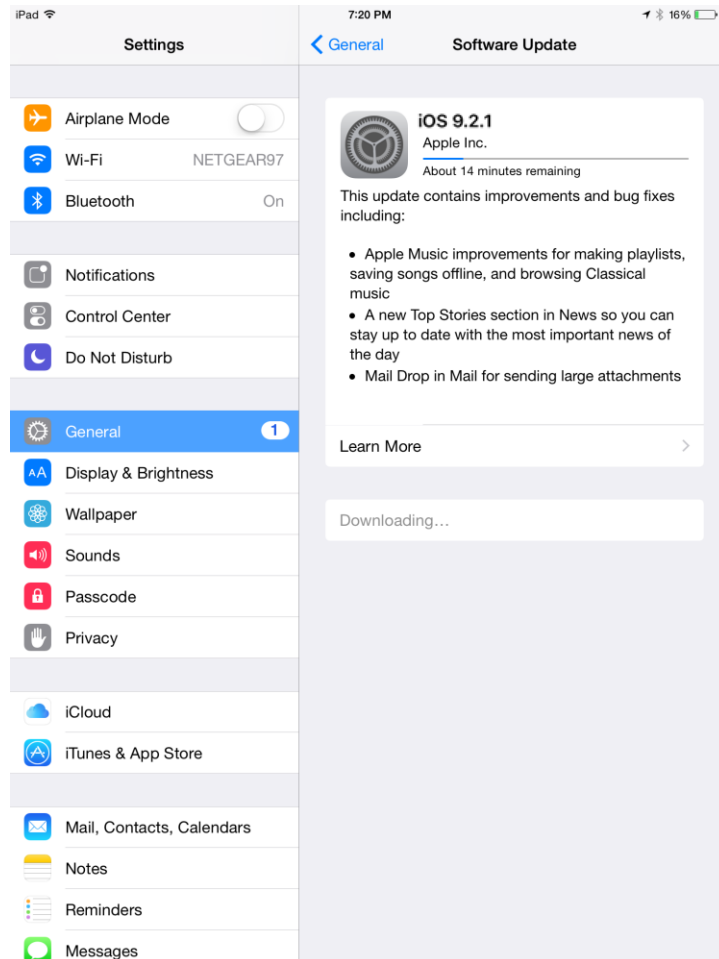 iPad 7:20 PM 16%
Settings
General Software Update
Airplane Mode
Wi-Fi NETGEAR97
Bluetooth On
Notifications
Control Center
Do Not Disturb
General 1
AA Display & Brightness
Wallpaper
Sounds
Passcode
Privacy
iCloud
iTunes & App Store
Mail, Contacts, Calendars
Notes
Reminders
Messages
iOS 9.2.1
Apple Inc.
About 14 minutes remaining
This update contains improvements and bug fixes
including:
• Apple Music improvements for making playlists,
saving songs offline, and browsing Classical
music
• A new Top Stories section in News so you can
stay up to date with the most important news of
the day
• Mail Drop in Mail for sending large attachments
Learn More
Downloading...